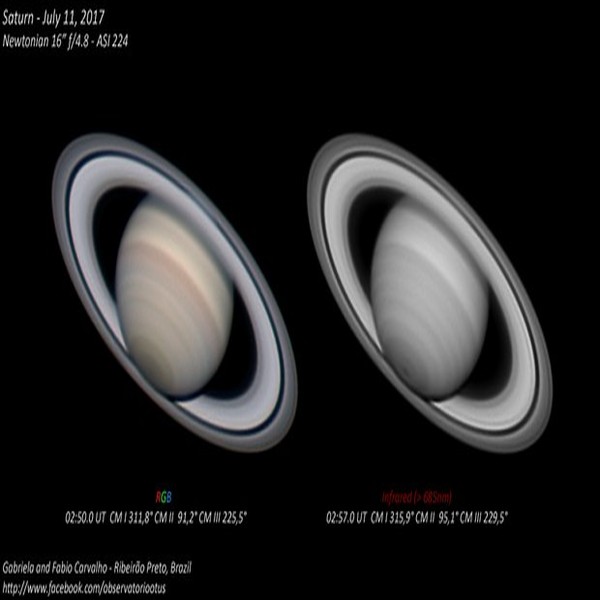 Saturn - July 11, 2017
Newtonian 16" f/4.8 - ASI 224
RGB
02:50.0 UT CM I 311,8° CM II 91,2° CM III 225,5°
Infrared (> 685nm)
02:57.0 UT CM I 315,9° CM II 95,1° CM III 229,5°
Gabriela and Fabio Carvalho - Ribeirão Preto, Brazil
http://www.facebook.com/observatoriootus